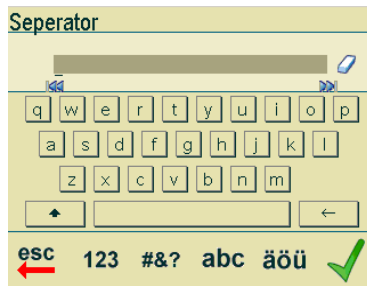 Seperator
q w e r t y u i o p
a s d f g h j k l
z x c v b n m
esc 123 #&? abc äöü